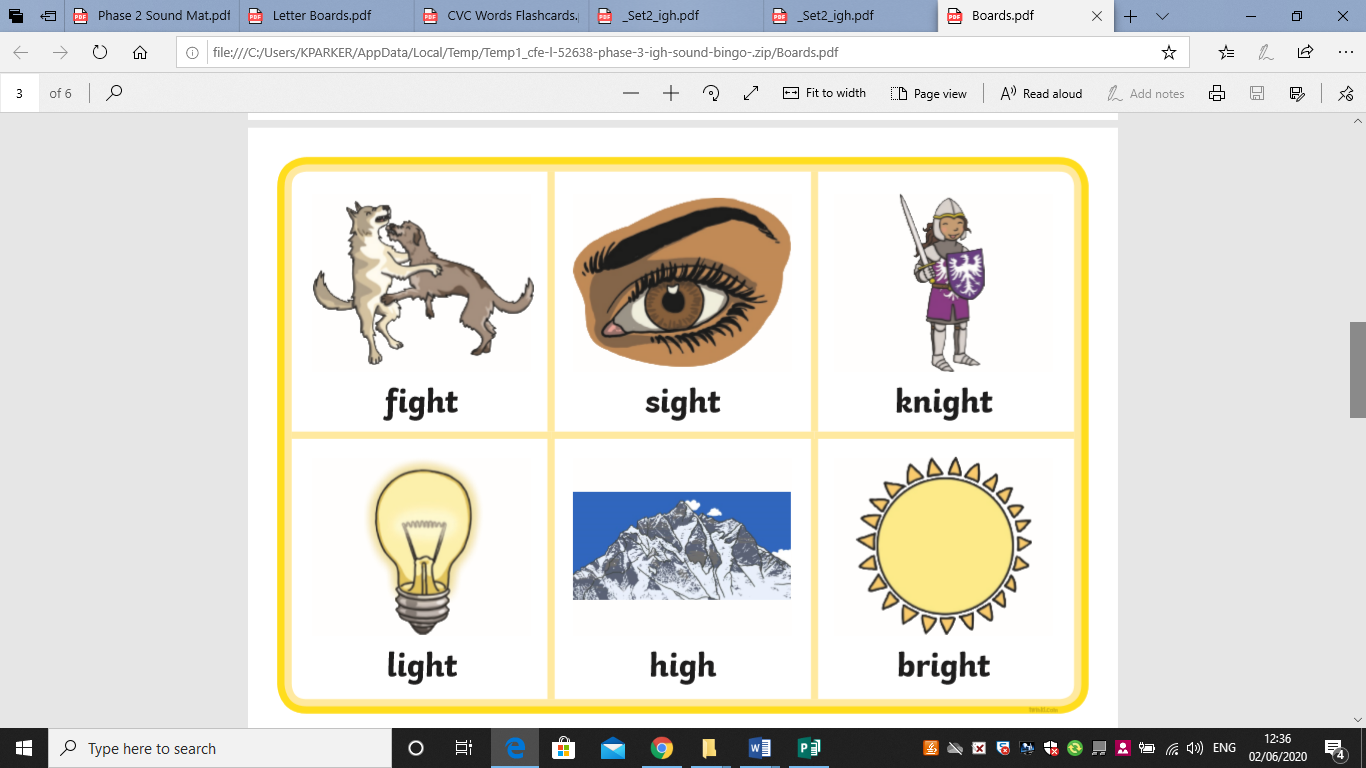 Phase 2 Sound Mat.pdf
Letter Boards.pdf
CVC Words Flashcards.
_Set2_igh.pdf
_Set2_igh.pdf
Boards.pdf
file:///C:/Users/KPARKER/AppData/Local/Temp/Temp1_cfe-l-52638-phase-3-igh-sound-bingo-.zip/Boards.pdf
3 of 6 Fit to width Page view Read aloud Add notes
fight sight knight
light high bright
Type here to search
ENG
12:36
02/06/2020
4